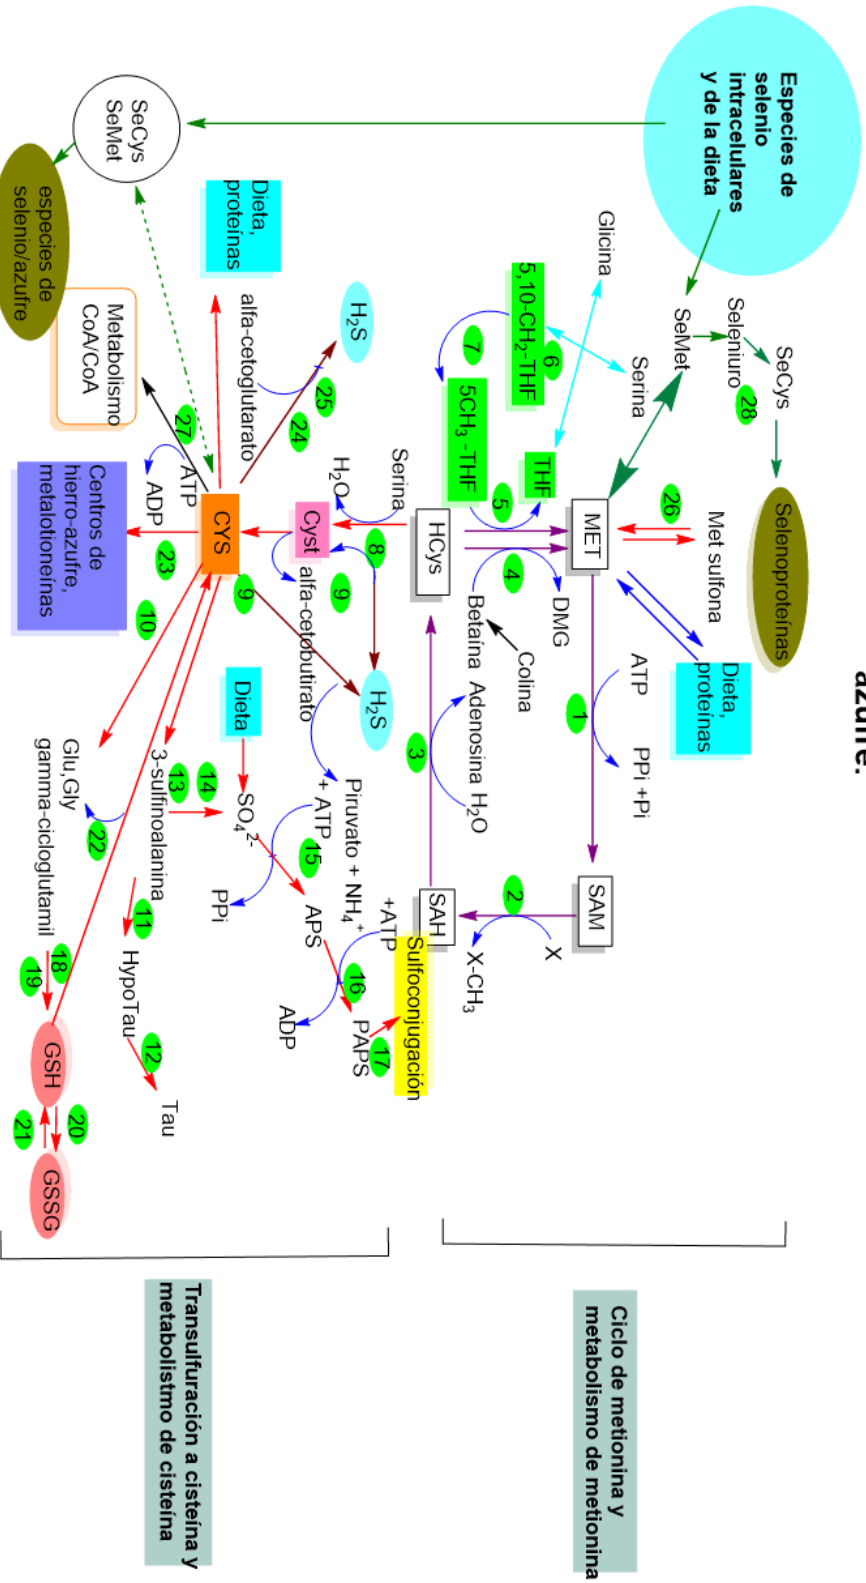 azufre.
Especies de
selenio
intracelulares
y de la dieta
Glicina
Serina
SeMet
Seleniuro
SeCys
28
Selenoproteínas
5,10-CH₂-THF
6
7
5CH₃ -THF
THF
5
4
MET
26
Met sulfona
Dieta,
proteínas
HCys
DMG
Betaína
Colina
1
ATP
PPi +Pi
3
Adenosina
H₂O
SAM
2
X
X-CH₃
SAH
Ciclo de metionina y
metabolismo de metionina
SeCys
SeMet
especies de
selenio/azufre
Dieta,
proteínas
H₂S
alfa-cetoglutarato
25
24
Metabolismo
CoA/CoA
27
ATP
ADP
Serina
H₂O
8
Cyst
9
alfa-cetobutirato
CYS
9
H₂S
Centros de
hierro-azufre,
metalotioneínas
23
10
Dieta
Piruvato + NH₄⁺
+ ATP
SO₄²⁻
15
PPi
APS
+ATP
16
ADP
PAPS
17
Sulfoconjugación
3-sulfinoalanina
13
14
11
HypoTau
12
Tau
Glu,Gly
gamma-cicloglutamil
22
18
19
GSH
20
21
GSSG
Transulfuración a cisteína y
metabolistmo de cisteína